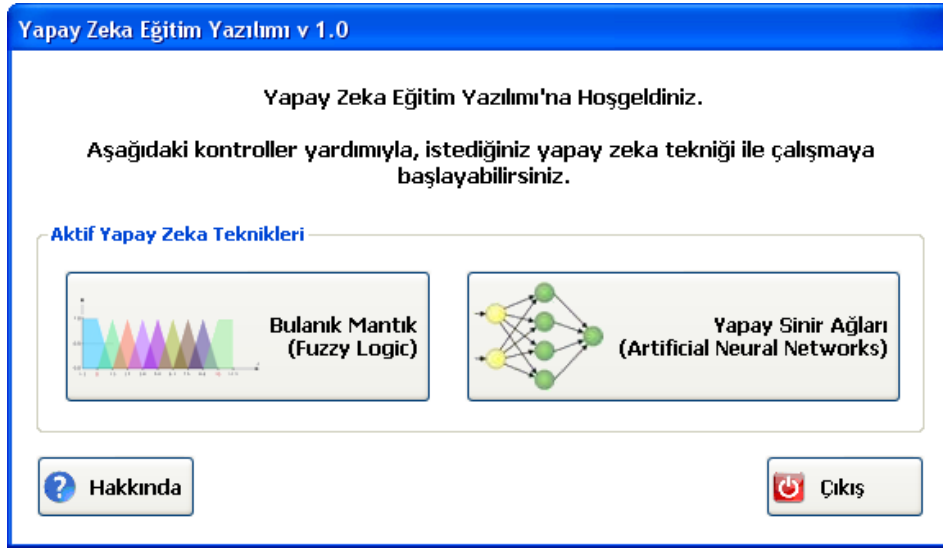 Yapay Zeka Eğitim Yazılımı v 1.0
Yapay Zeka Eğitim Yazılımı'na Hoşgeldiniz.
Aşağıdaki kontroller yardımıyla, istediğiniz yapay zeka tekniği ile çalışmaya
başlayabilirsiniz.
Aktif Yapay Zeka Teknikleri
Bulanık Mantık
(Fuzzy Logic)
Yapay Sinir Ağları
(Artificial Neural Networks)
Hakkında
Çıkış